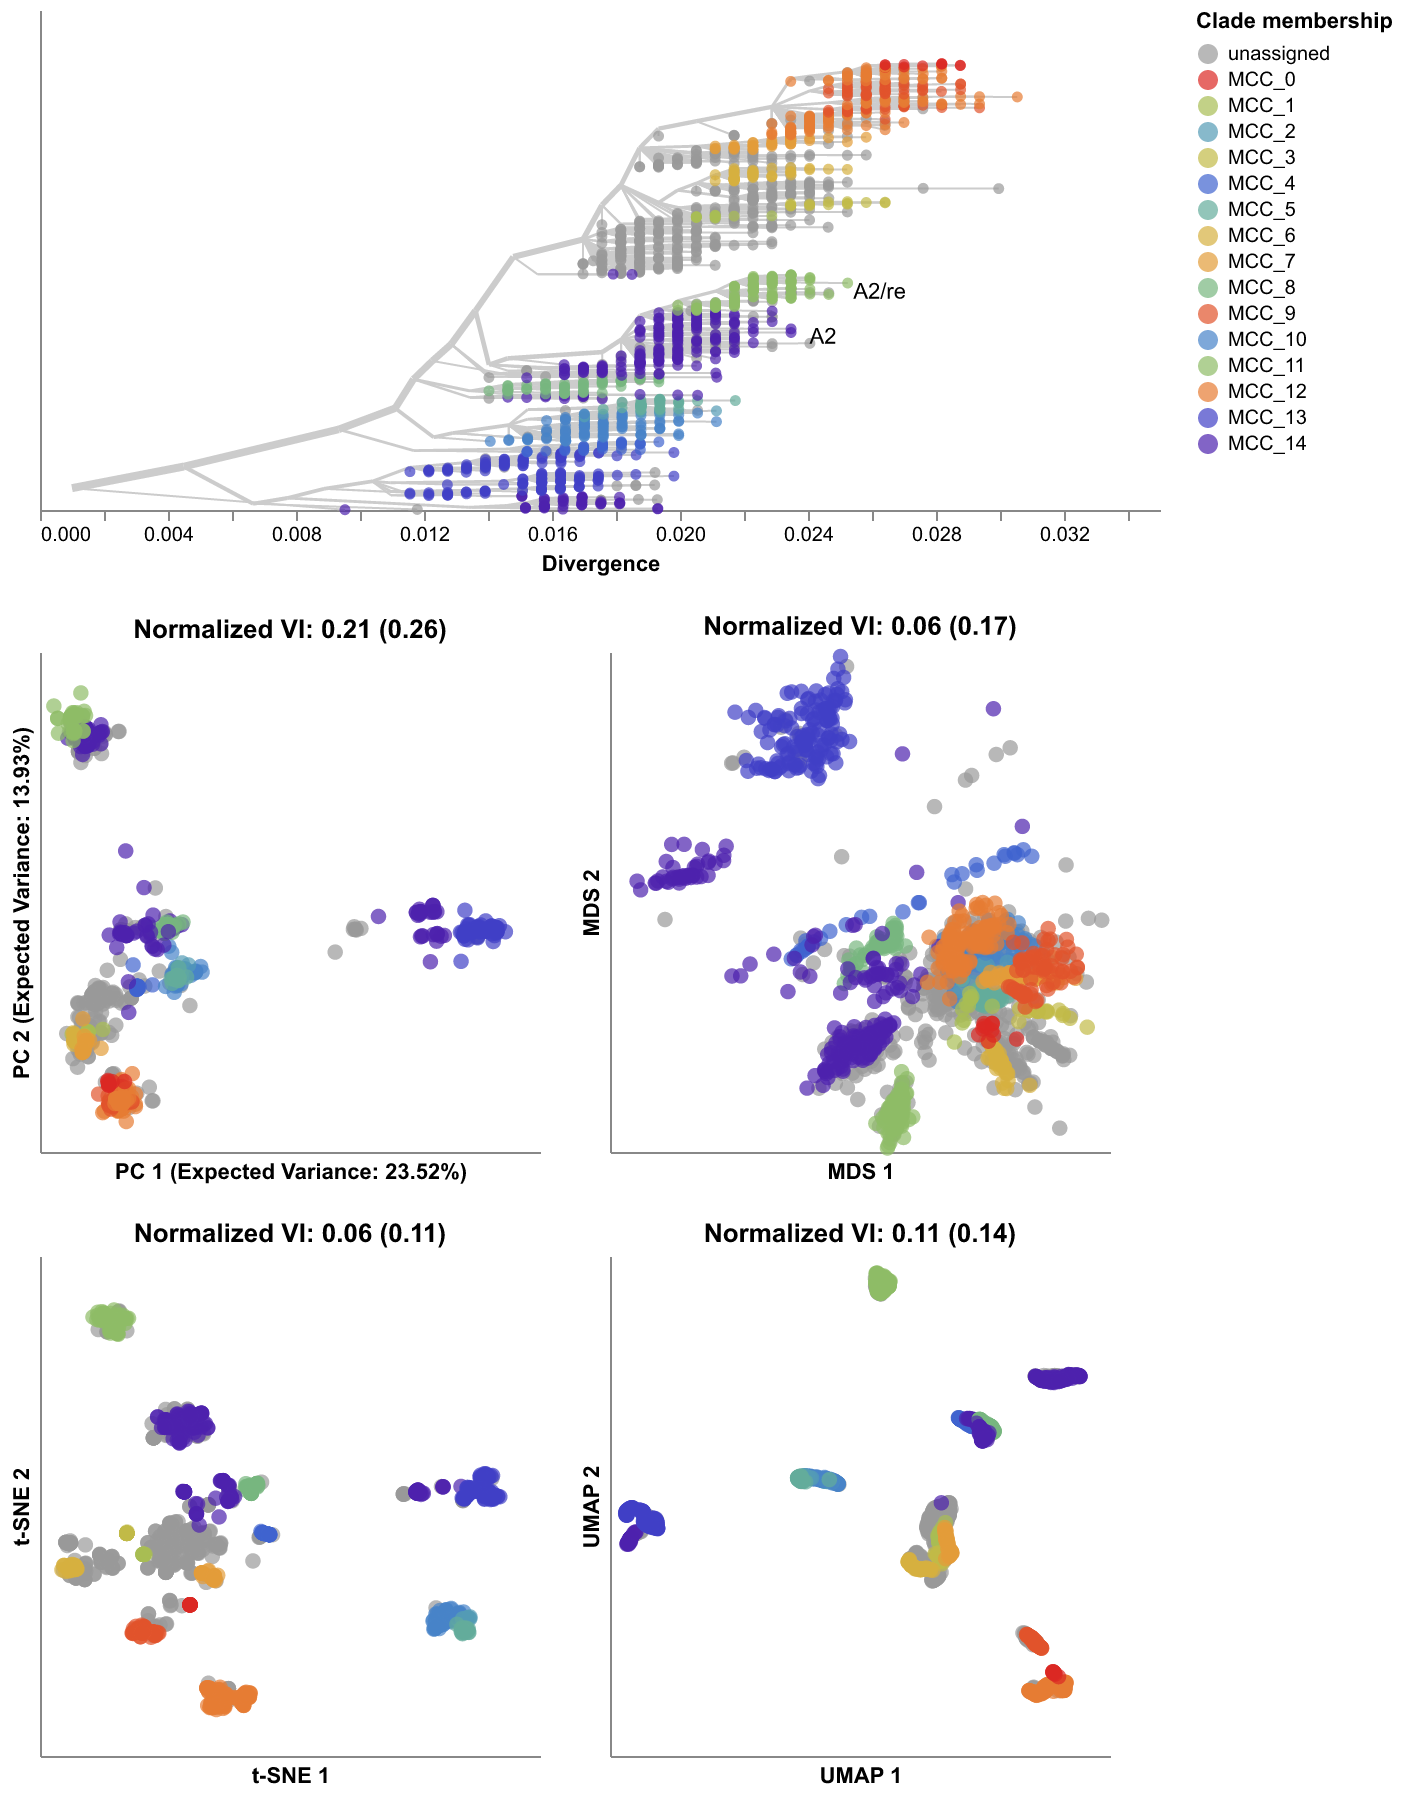 Clade membership
unassigned
MCC_0
MCC_1
MCC_2
MCC_3
MCC_4
MCC_5
MCC_6
MCC_7
MCC_8
MCC_9
MCC_10
MCC_11
MCC_12
MCC_13
MCC_14
A2/re
A2
0.000 0.004 0.008 0.012 0.016 0.020 0.024 0.028 0.032
Divergence
Normalized VI: 0.21 (0.26)
PC 2 (Expected Variance: 13.93%)
PC 1 (Expected Variance: 23.52%)
Normalized VI: 0.06 (0.17)
MDS 2
MDS 1
Normalized VI: 0.06 (0.11)
t-SNE 2
t-SNE 1
Normalized VI: 0.11 (0.14)
UMAP 2
UMAP 1